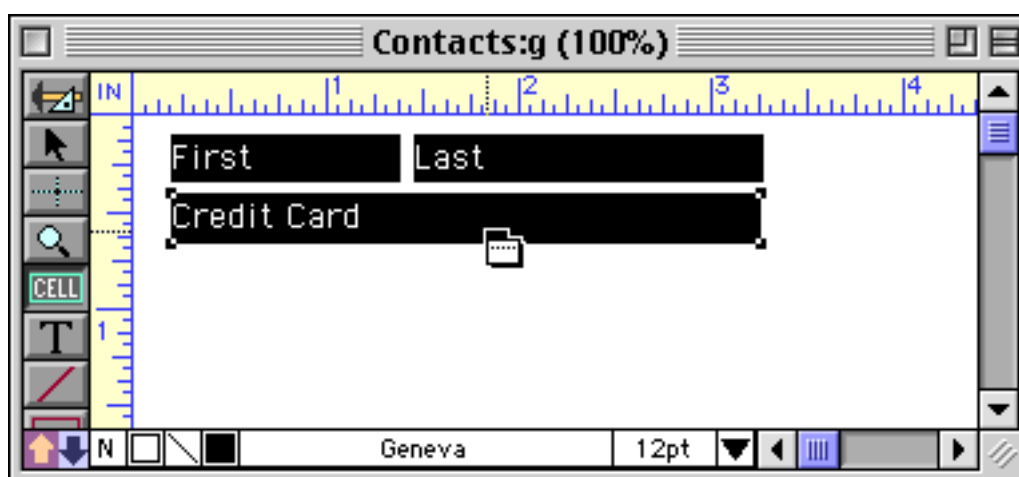 Contacts:g (100%)
IN 1 2 3 4
First Last
Credit Card
CELL
T
1
N Geneva 12pt